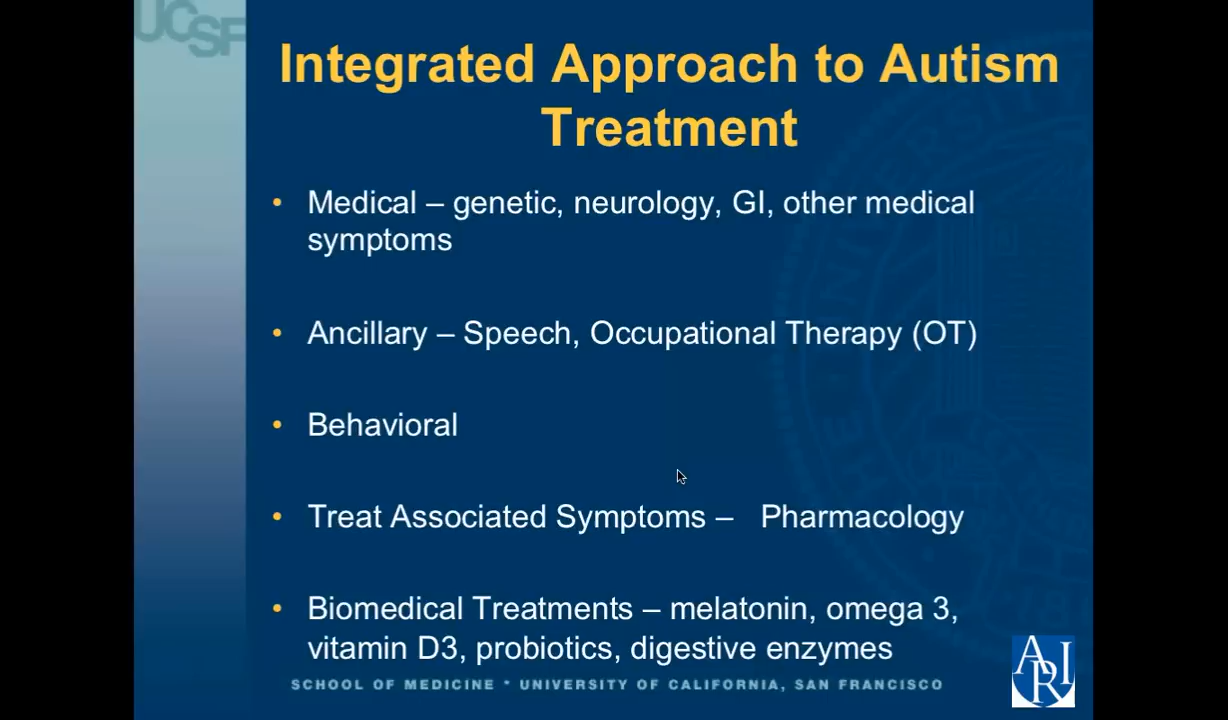 UCSF
Integrated Approach to Autism
Treatment
• Medical – genetic, neurology, GI, other medical
symptoms
• Ancillary – Speech, Occupational Therapy (OT)
• Behavioral
• Treat Associated Symptoms – Pharmacology
• Biomedical Treatments – melatonin, omega 3,
vitamin D3, probiotics, digestive enzymes
SCHOOL OF MEDICINE * UNIVERSITY OF CALIFORNIA, SAN FRANCISCO
ARI